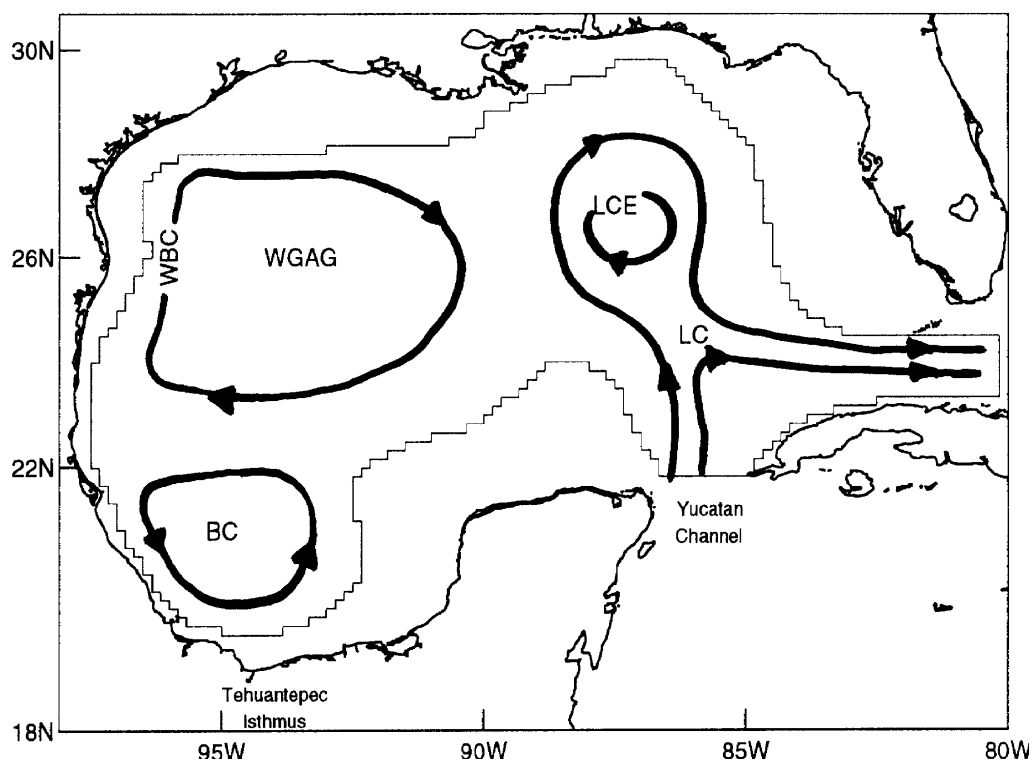 30N
26N
22N
18N
LCE
WBC
WGAG
LC
BC
Yucatan
Channel
Tehuantepec
Isthmus
95W
90W
85W
80W